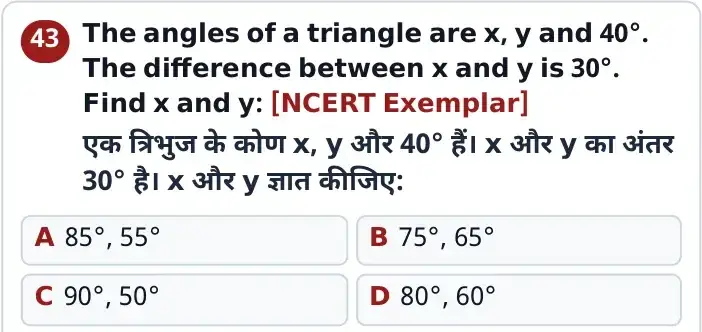 43 The angles of a triangle are x, y and 40°.
The difference between x and y is 30°.
Find x and y: [NCERT Exemplar]
एक त्रिभुज के कोण x, y और 40° हैं। x और y का अंतर
30° है। x और y ज्ञात कीजिए:
A 85°, 55°
B 75°, 65°
C 90°, 50°
D 80°, 60°